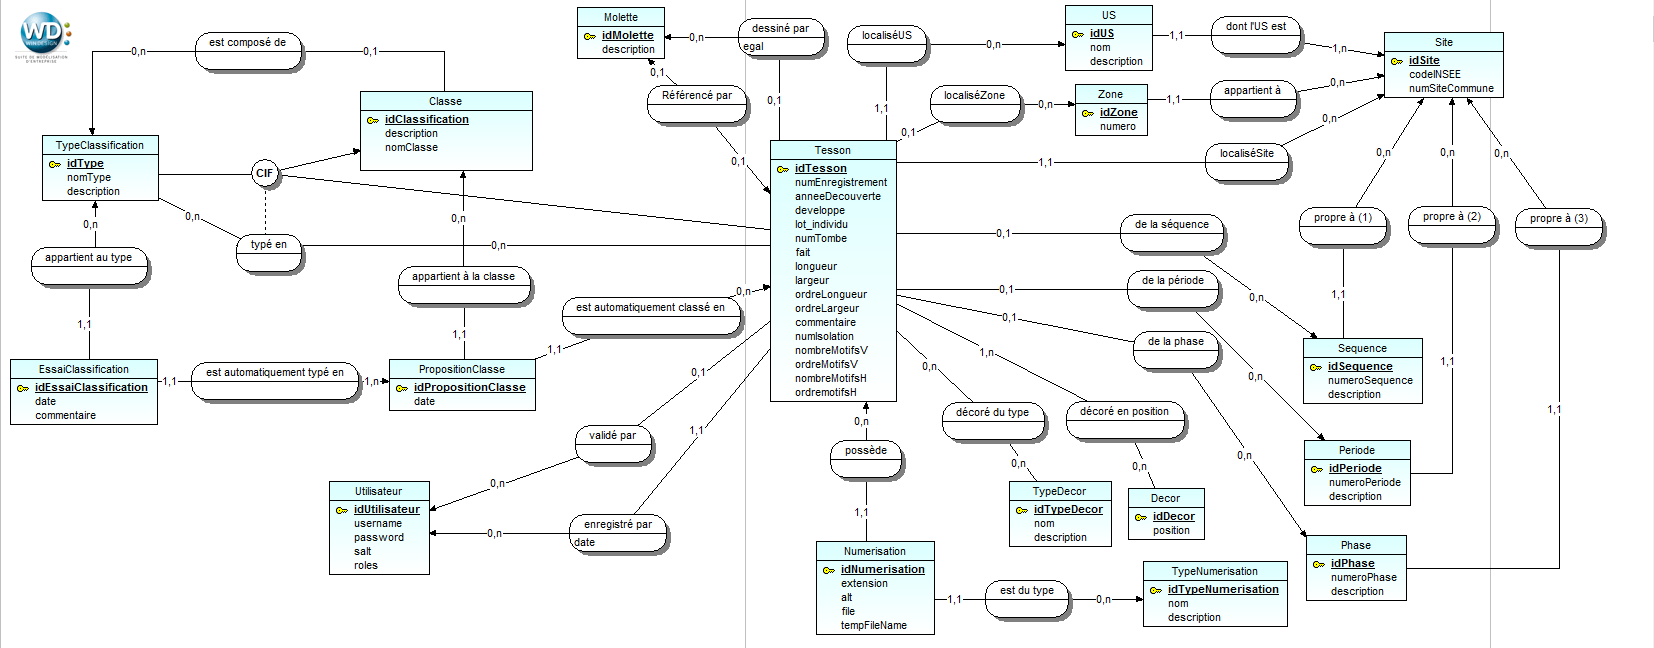 WD
WINDESIGN
SUITE DE MODELISATION
D'ENTREPRISE
0,n
est composé de
0,1
Molette
idMolette
description
0,n
dessiné par
egal
0,1
0,1
Référencé par
0,1
localiséUS
0,n
1,1
US
idUS
nom
description
1,1
dont l'US est
1,n
Site
idSite
codeINSEE
numSiteCommune
localiséZone
0,n
0,1
Zone
idZone
numero
1,1
appartient à
0,n
1,1
localiséSite
0,n
Classe
idClassification
description
nomClasse
TypeClassification
idType
nomType
description
CIF
0,n
typé en
0,n
Tesson
idTesson
numEnregistrement
anneeDecouverte
developpe
lot_individu
numTombe
fait
longueur
largeur
ordreLongueur
ordreLargeur
commentaire
numIsolation
nombreMotifsV
ordreMotifsV
nombreMotifsH
ordremotifsH
0,n
0,n
0,n
propre à (1)
propre à (2)
propre à (3)
1,1
1,1
1,1
0,1
de la séquence
0,n
0,1
de la période
0,n
0,1
de la phase
0,n
0,n
appartient au type
1,1
0,n
appartient à la classe
1,1
0,n
est automatiquement classé en
1,1
EssaiClassification
idEssaiClassification
date
commentaire
1,1
est automatiquement typé en
1,n
PropositionClasse
idPropositionClasse
date
Sequence
idSequence
numeroSequence
description
0,1
validé par
0,n
1,1
enregistré par
date
0,n
Utilisateur
idUtilisateur
username
password
salt
roles
0,n
possède
1,1
0,n
décoré du type
0,n
1,n
décoré en position
0,n
TypeDecor
idTypeDecor
nom
description
Decor
idDecor
position
Periode
idPeriode
numeroPeriode
description
Phase
idPhase
numeroPhase
description
Numerisation
idNumerisation
extension
alt
file
tempFileName
1,1
est du type
0,n
TypeNumerisation
idTypeNumerisation
nom
description